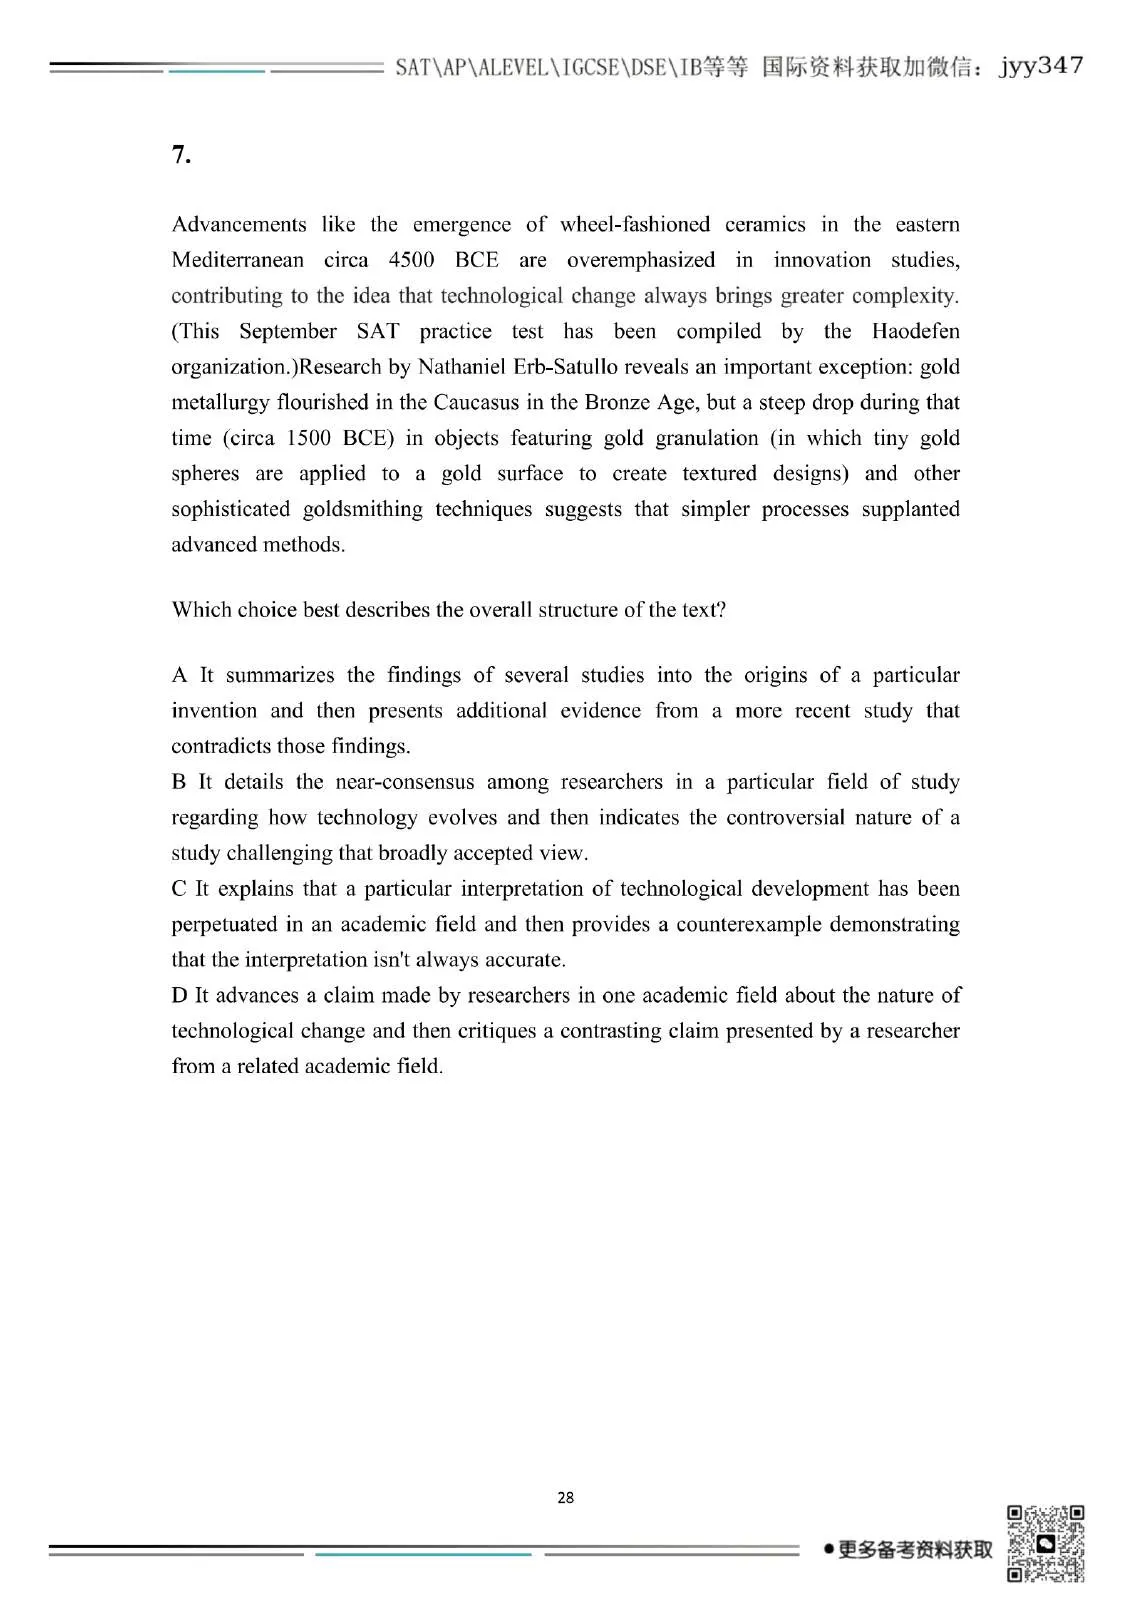 SAT\AP\ALEVEL\IGCSE\DSE\IB等等 国际资料获取加微信：jyy347
7.
Advancements like the emergence of wheel-fashioned ceramics in the eastern
Mediterranean circa 4500 BCE are overemphasized in innovation studies,
contributing to the idea that technological change always brings greater complexity.
(This September SAT practice test has been compiled by the Haodefen
organization.)Research by Nathaniel Erb-Satullo reveals an important exception: gold
metallurgy flourished in the Caucasus in the Bronze Age, but a steep drop during that
time (circa 1500 BCE) in objects featuring gold granulation (in which tiny gold
spheres are applied to a gold surface to create textured designs) and other
sophisticated goldsmithing techniques suggests that simpler processes supplanted
advanced methods.
Which choice best describes the overall structure of the text?
A It summarizes the findings of several studies into the origins of a particular
invention and then presents additional evidence from a more recent study that
contradicts those findings.
B It details the near-consensus among researchers in a particular field of study
regarding how technology evolves and then indicates the controversial nature of a
study challenging that broadly accepted view.
C It explains that a particular interpretation of technological development has been
perpetuated in an academic field and then provides a counterexample demonstrating
that the interpretation isn't always accurate.
D It advances a claim made by researchers in one academic field about the nature of
technological change and then critiques a contrasting claim presented by a researcher
from a related academic field.
28
●更多备考资料获取